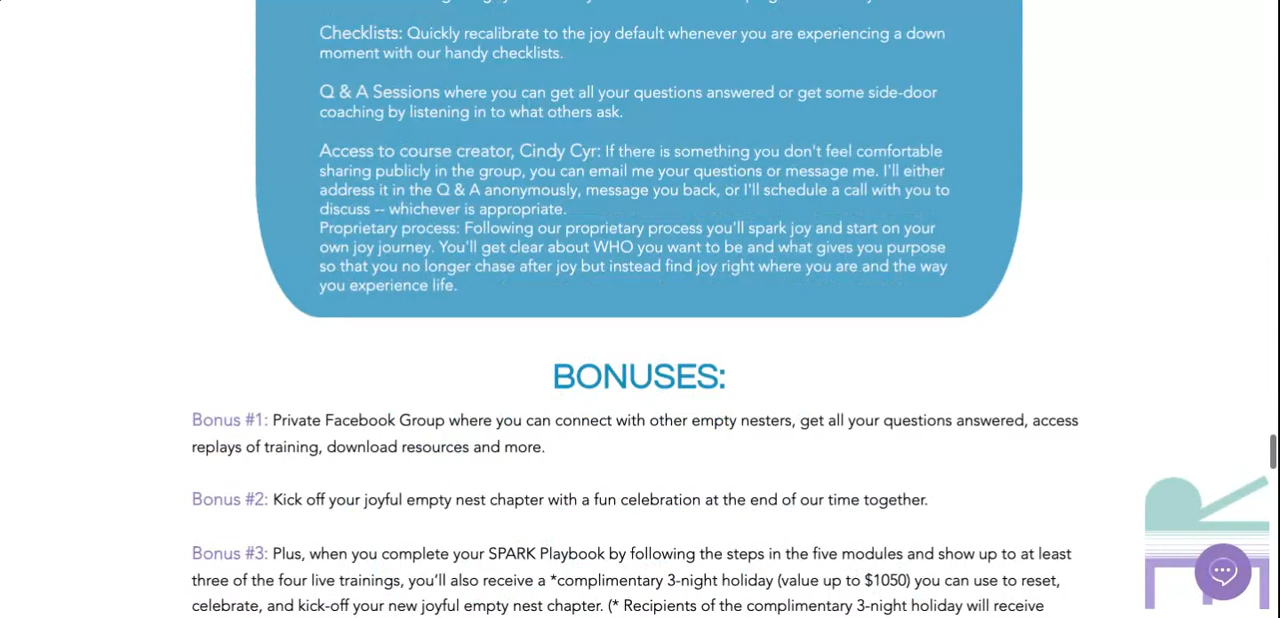 Checklists: Quickly recalibrate to the joy default whenever you are experiencing a down
moment with our handy checklists.
Q & A Sessions where you can get all your questions answered or get some side-door
coaching by listening in to what others ask.
Access to course creator, Cindy Cyr: If there is something you don't feel comfortable
sharing publicly in the group, you can email me your questions or message me. I'll either
address it in the Q & A anonymously, message you back, or I'll schedule a call with you to
discuss -- whichever is appropriate.
Proprietary process: Following our proprietary process you'll spark joy and start on your
own joy journey. You'll get clear about WHO you want to be and what gives you purpose
so that you no longer chase after joy but instead find joy right where you are and the way
you experience life.
BONUSES:
Bonus #1: Private Facebook Group where you can connect with other empty nesters, get all your questions answered, access
replays of training, download resources and more.
Bonus #2: Kick off your joyful empty nest chapter with a fun celebration at the end of our time together.
Bonus #3: Plus, when you complete your SPARK Playbook by following the steps in the five modules and show up to at least
three of the four live trainings, you'll also receive a *complimentary 3-night holiday (value up to $1050) you can use to reset,
celebrate, and kick-off your new joyful empty nest chapter. (* Recipients of the complimentary 3-night holiday will receive